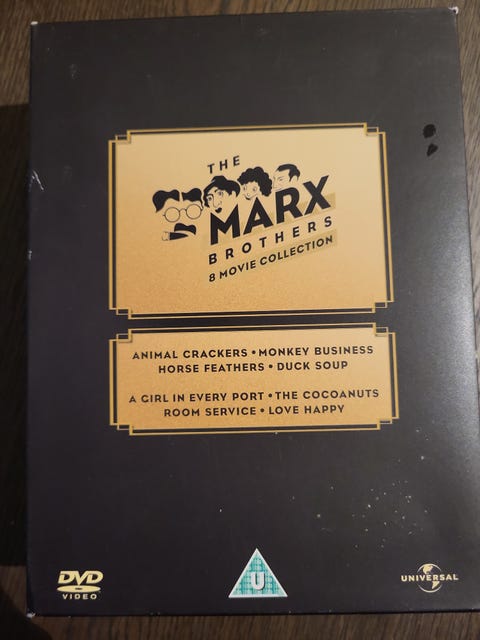 THE
MARX
BROTHERS
8 MOVIE COLLECTION
ANIMAL CRACKERS • MONKEY BUSINESS
HORSE FEATHERS • DUCK SOUP
A GIRL IN EVERY PORT • THE COCOANUTS
ROOM SERVICE • LOVE HAPPY
DVD
VIDEO
U
UNIVERSAL